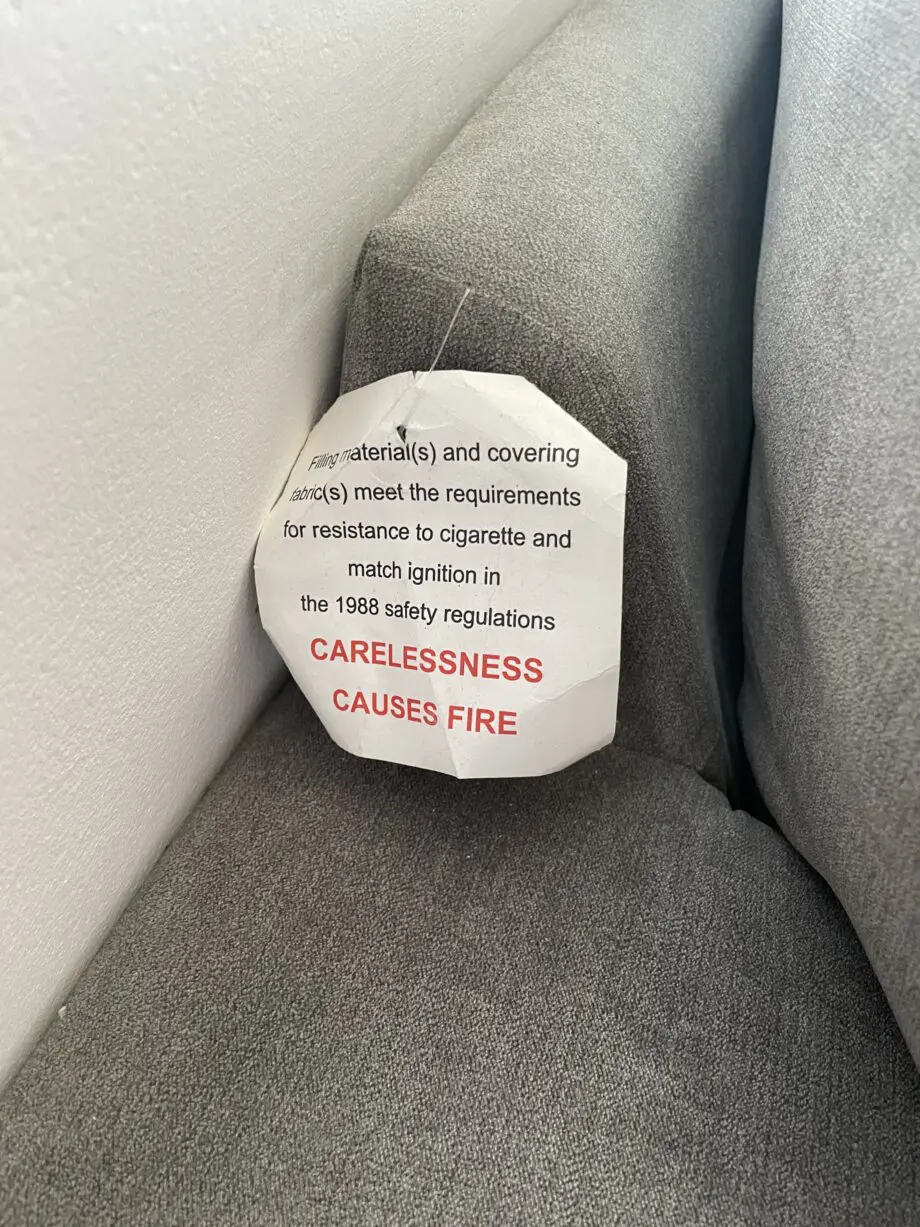 Filling material(s) and covering
fabric(s) meet the requirements
for resistance to cigarette and
match ignition in
the 1988 safety regulations
CARELESSNESS
CAUSES FIRE